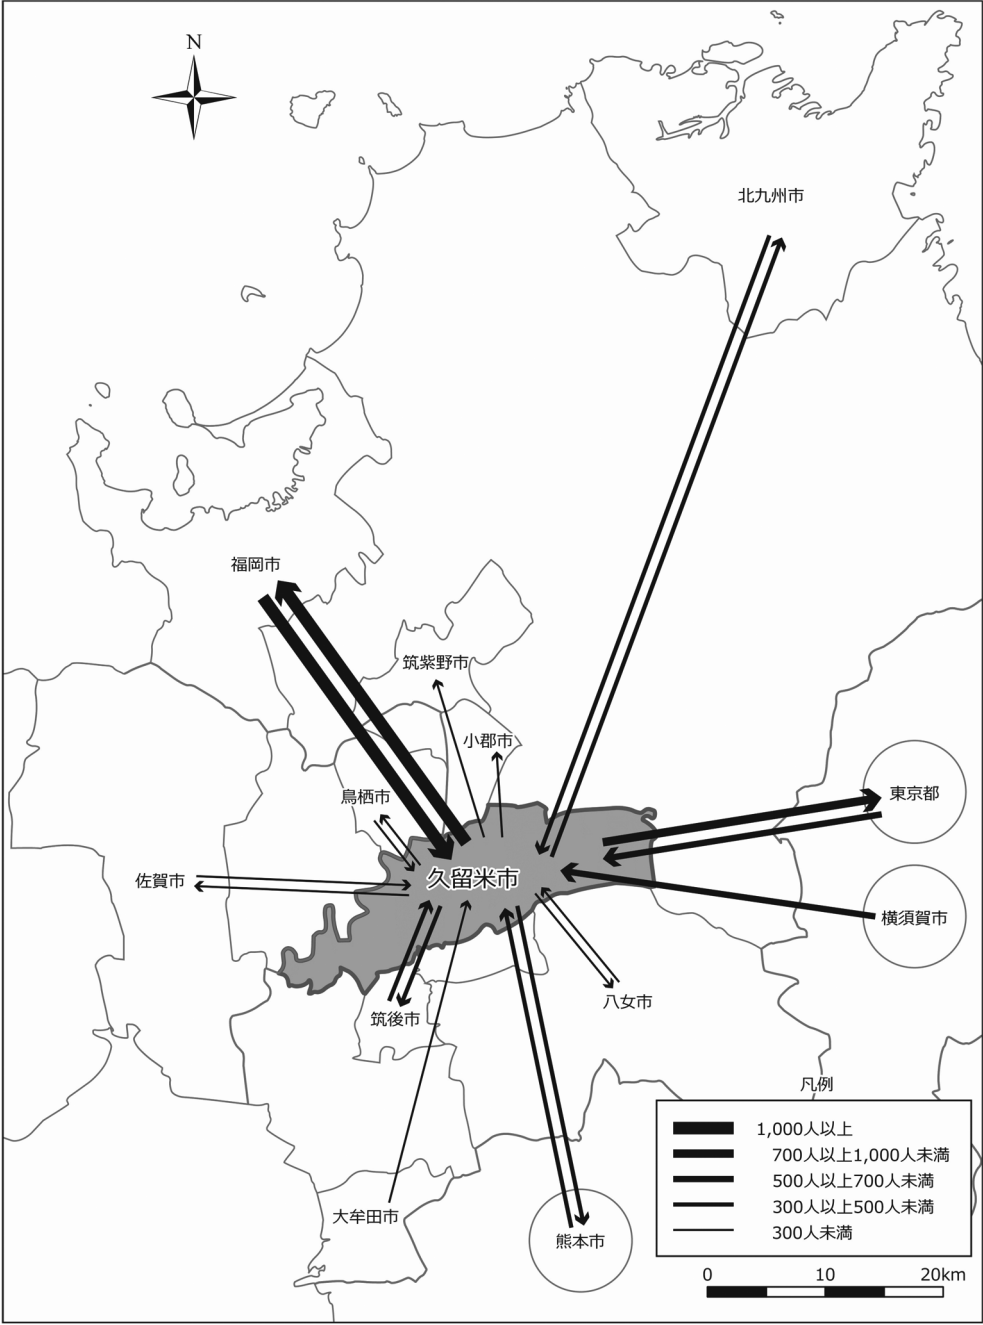 N
北九州市
福岡市
筑紫野市
小郡市
鳥栖市
東京都
佐賀市
久留米市
横須賀市
筑後市
八女市
大牟田市
熊本市
凡例
1,000人以上
700人以上1,000人未満
500人以上700人未満
300人以上500人未満
300人未満
0 10 20km